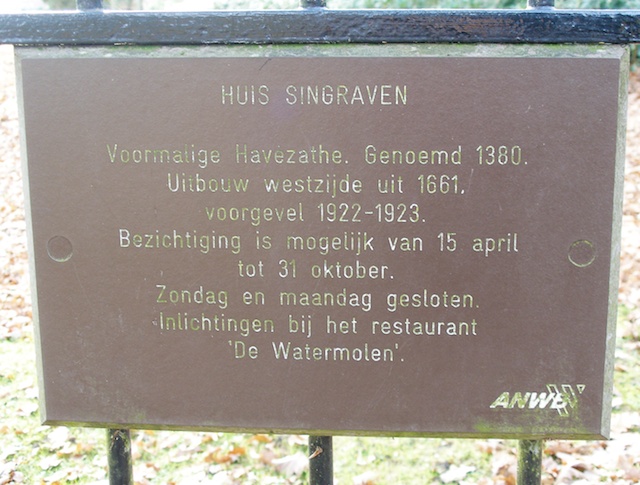 HUIS SINGRAVEN
Voormalige Havezathe. Genoemd 1380.
Uitbouw westzijde uit 1661,
voorgevel 1922-1923.
Bezichtiging is mogelijk van 15 april
tot 31 oktober.
Zondag en maandag gesloten.
Inlichtingen bij het restaurant
'De Watermolen'.
ANWB